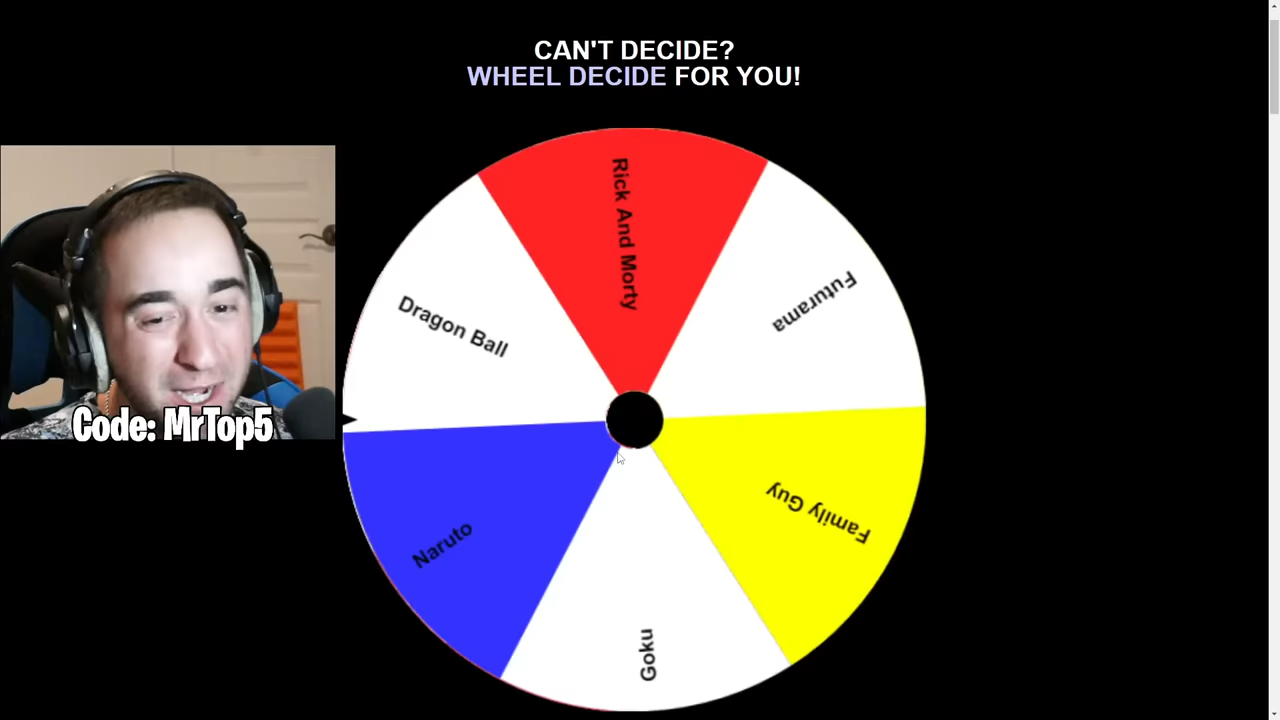 CAN'T DECIDE?
WHEEL DECIDE FOR YOU!
Rick And Morty
Futurama
Dragon Ball
Family Guy
Naruto
Goku
Code: MrTop5